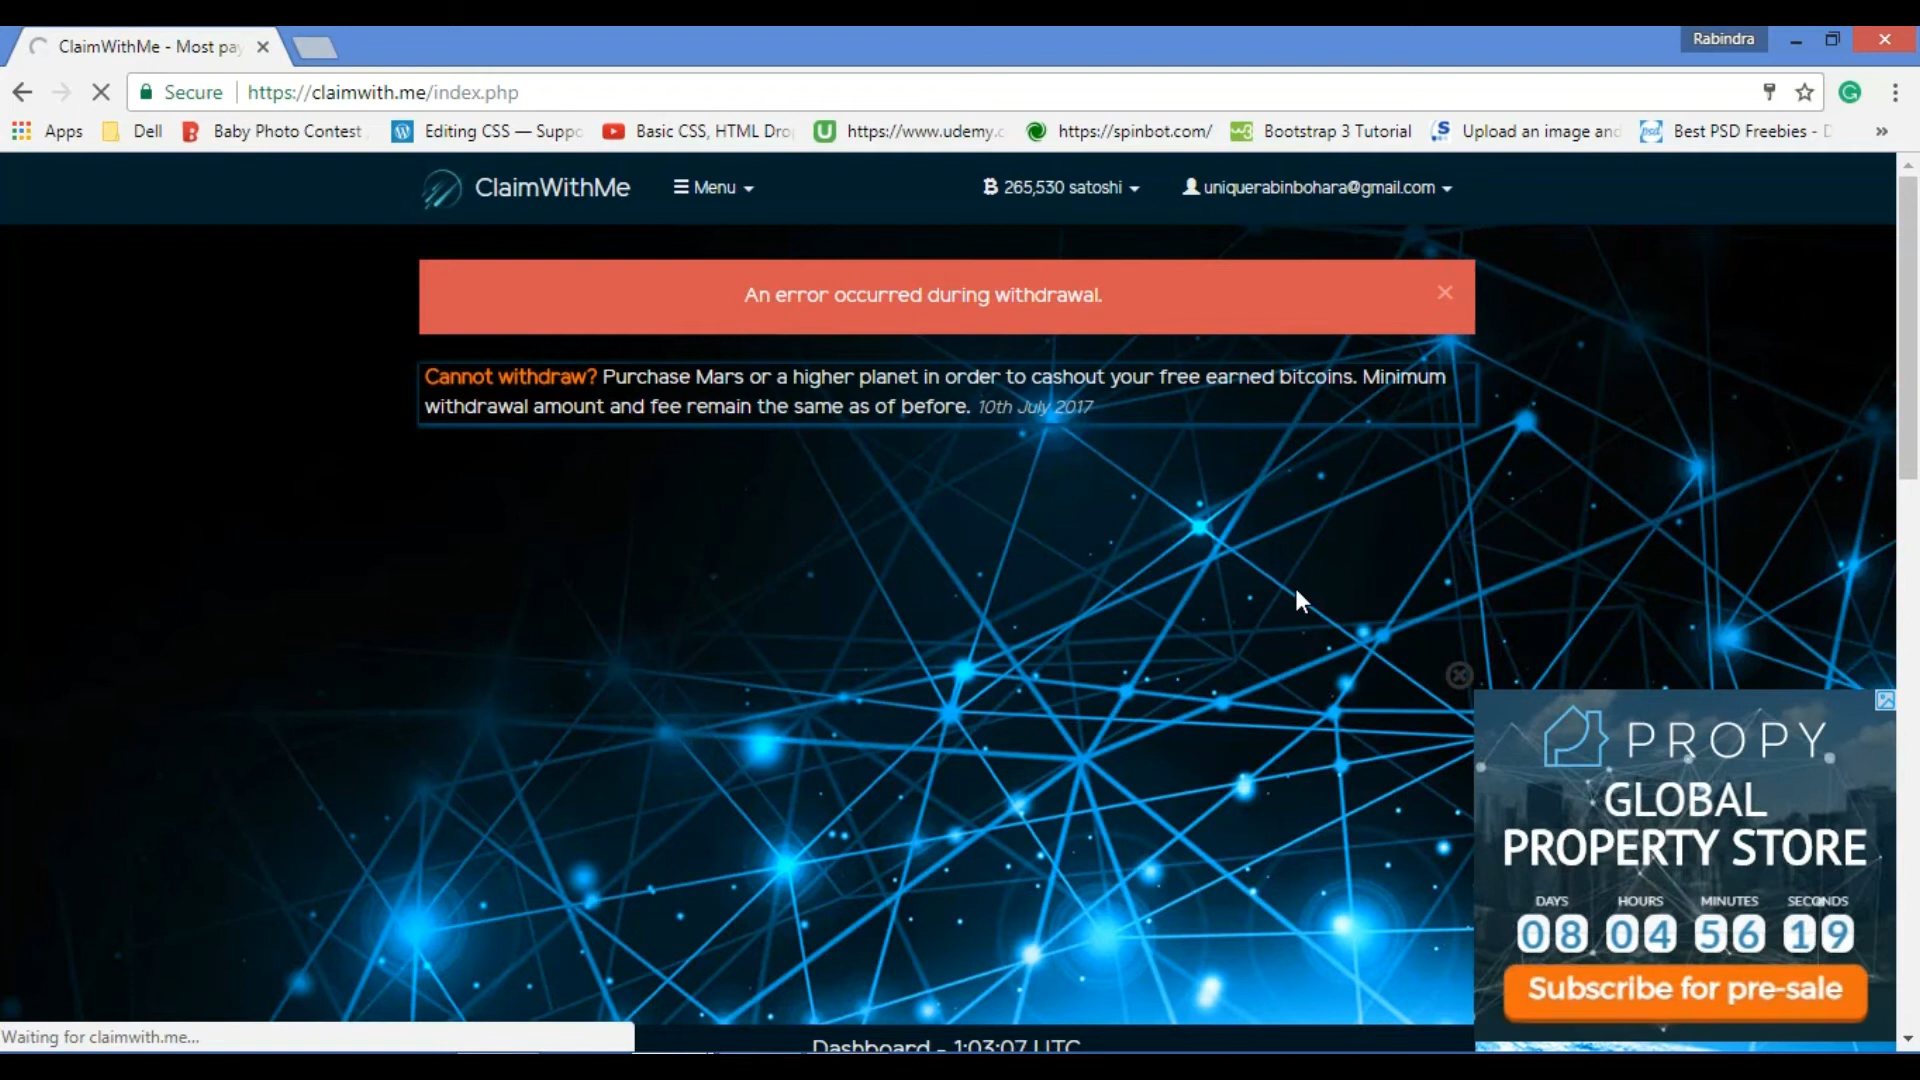 Rabindra
ClaimWithMe - Most pa
Secure https://claimwith.me/index.php
Apps Dell Baby Photo Contest Editing CSS — Suppo Basic CSS, HTML Dro https://www.udemy.c https://spinbot.com/ Bootstrap 3 Tutorial Upload an image and Best PSD Freebies - D »
ClaimWithMe Menu 265,530 satoshi uniquerabinbohara@gmail.com
An error occurred during withdrawal.
Cannot withdraw? Purchase Mars or a higher planet in order to cashout your free earned bitcoins. Minimum
withdrawal amount and fee remain the same as of before. 10th July 2017
PROPY
GLOBAL
PROPERTY STORE
DAYS HOURS MINUTES SECONDS
08 04 56 19
Subscribe for pre-sale
Waiting for claimwith.me...
Dashboard - 1:03:07 UTC